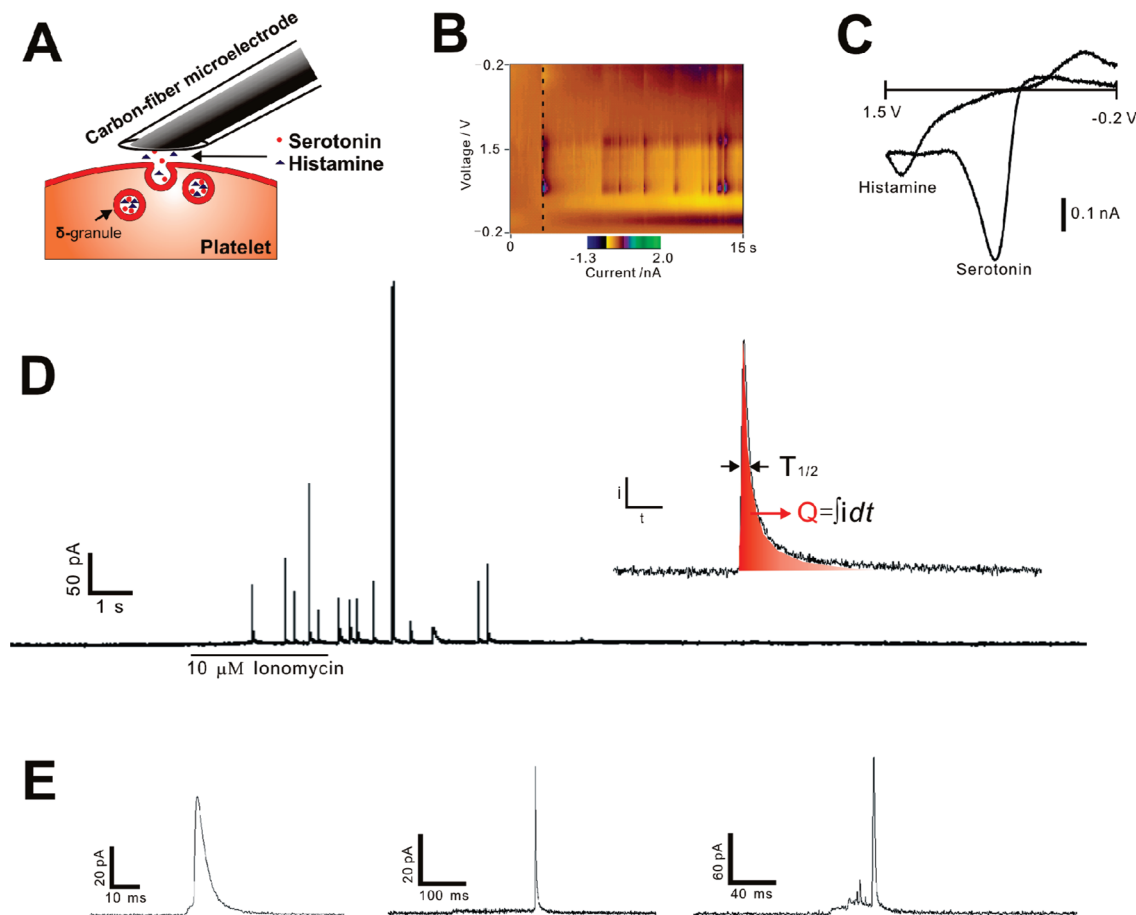 A
Carbon-fiber microelectrode
Serotonin
Histamine
δ-granule
Platelet
B
Voltage / V
−0.2
1.5
−0.2
0
15 s
-1.3
2.0
Current /nA
C
1.5 V
-0.2 V
Histamine
0.1 nA
Serotonin
D
50 pA
1 s
10 μM Ionomycin
i
t
T1/2
Q=∫idt
E
20 pA
10 ms
20 pA
100 ms
60 pA
40 ms